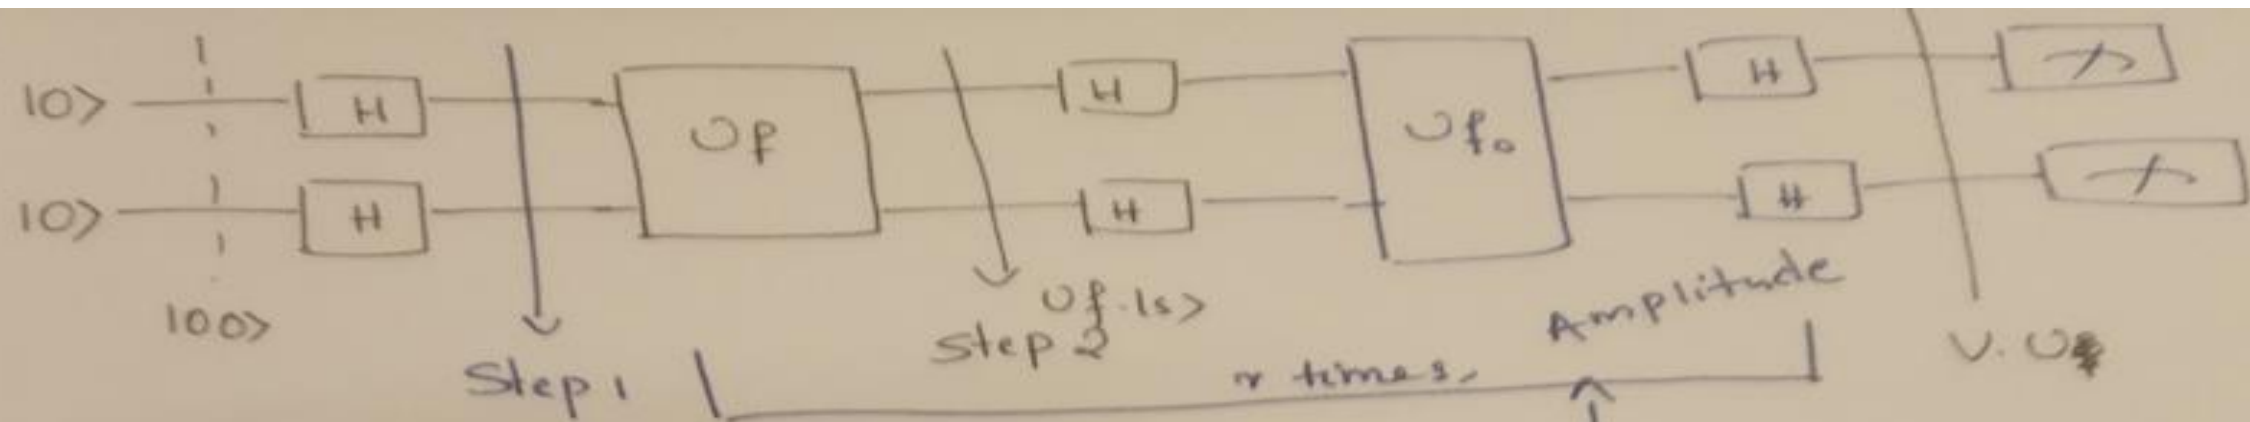 |0> H Uf H Uf₀ H
|0> H H H
|00>
Step 1
Uf.|s>
Step 2
r times.
Amplitude
V.U